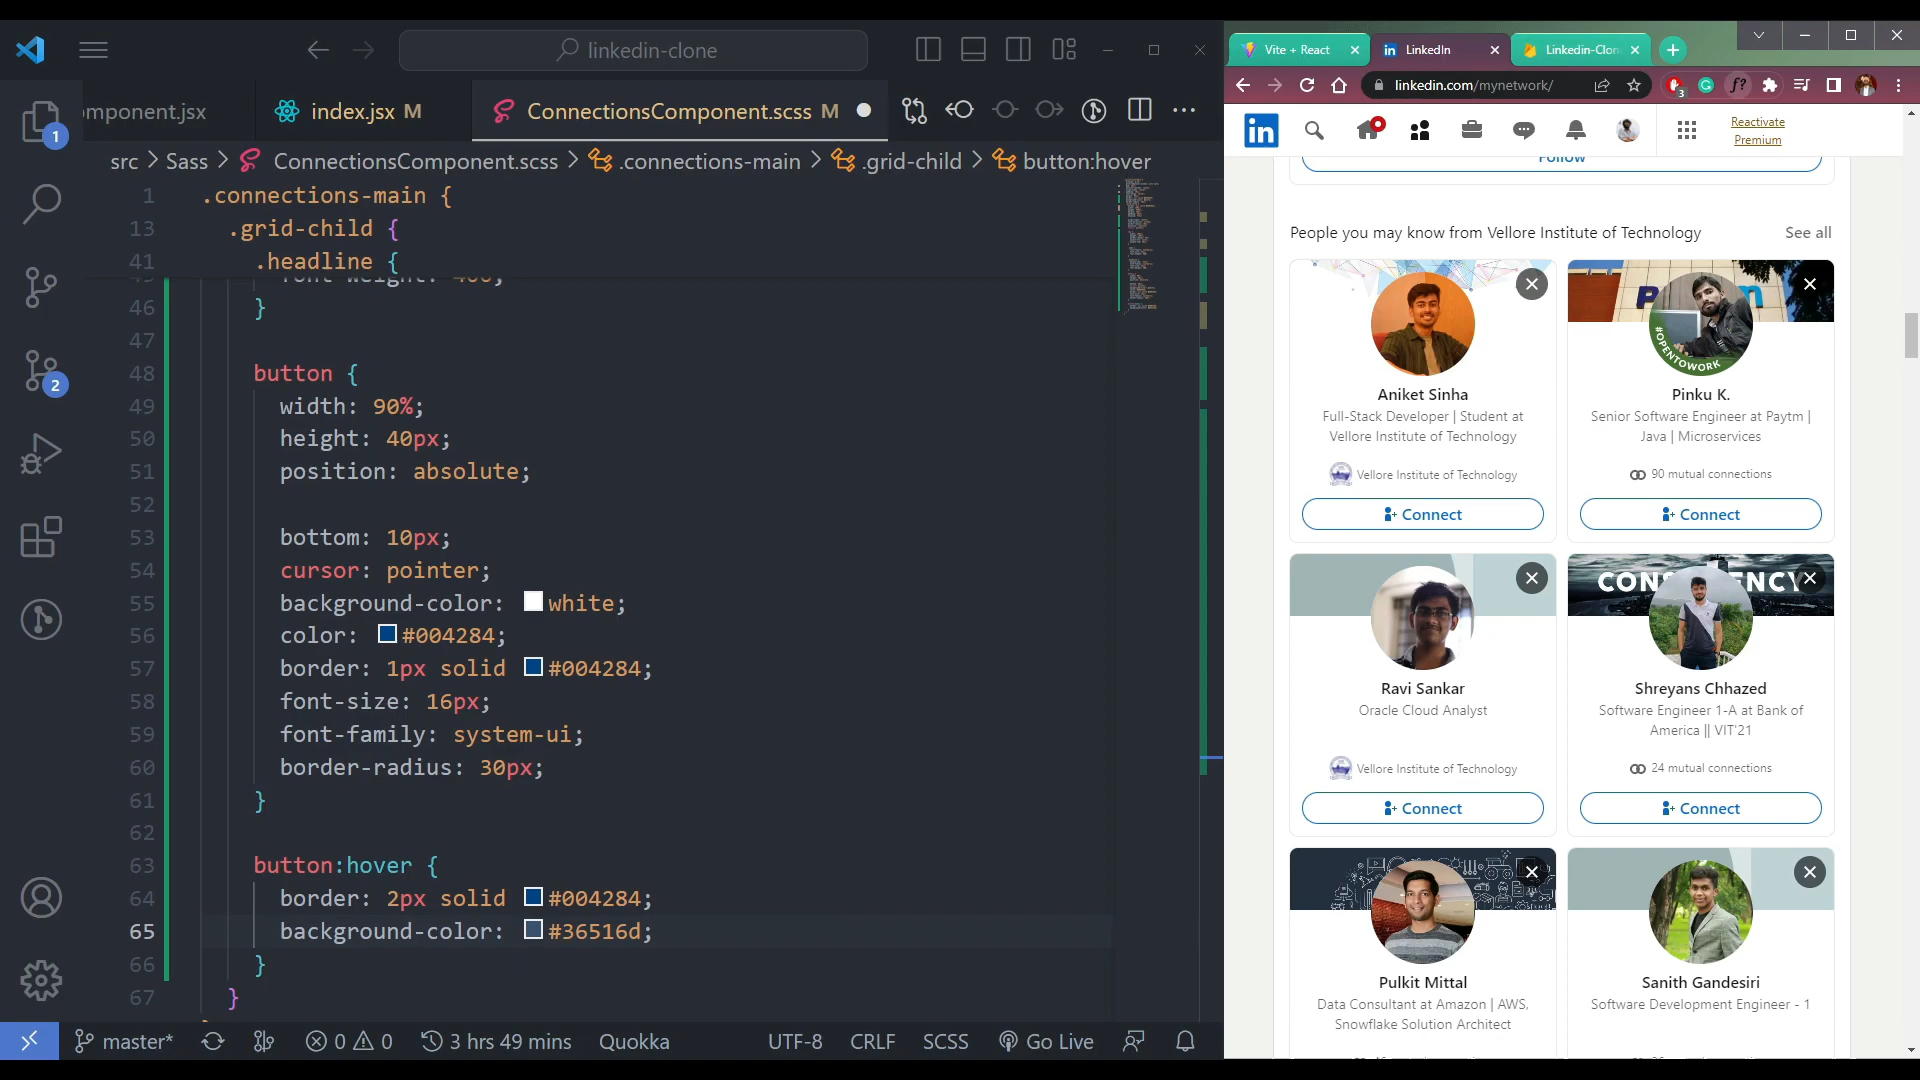 linkedin-clone
omponent.jsx
index.jsx M
ConnectionsComponent.scss M
src > Sass > ConnectionsComponent.scss > .connections-main > .grid-child > button:hover
1 .connections-main {
13 .grid-child {
41 .headline {
46 }
47
48 button {
49 width: 90%;
50 height: 40px;
51 position: absolute;
52
53 bottom: 10px;
54 cursor: pointer;
55 background-color: white;
56 color: #004284;
57 border: 1px solid #004284;
58 font-size: 16px;
59 font-family: system-ui;
60 border-radius: 30px;
61 }
62
63 button:hover {
64 border: 2px solid #004284;
65 background-color: #36516d;
66 }
67 }
1
2
master*
0 0
3 hrs 49 mins
Quokka
UTF-8
CRLF
SCSS
Go Live
Vite + React
LinkedIn
Linkedin-Clon
linkedin.com/mynetwork/
3
f?
in
Reactivate
Premium
Follow
People you may know from Vellore Institute of Technology
See all
#OPENTOWORK
Aniket Sinha
Full-Stack Developer | Student at
Vellore Institute of Technology
Vellore Institute of Technology
Connect
Pinku K.
Senior Software Engineer at Paytm |
Java | Microservices
90 mutual connections
Connect
Ravi Sankar
Oracle Cloud Analyst
Vellore Institute of Technology
Connect
Shreyans Chhazed
Software Engineer 1-A at Bank of
America || VIT'21
24 mutual connections
Connect
Pulkit Mittal
Data Consultant at Amazon | AWS,
Snowflake Solution Architect
Sanith Gandesiri
Software Development Engineer - 1